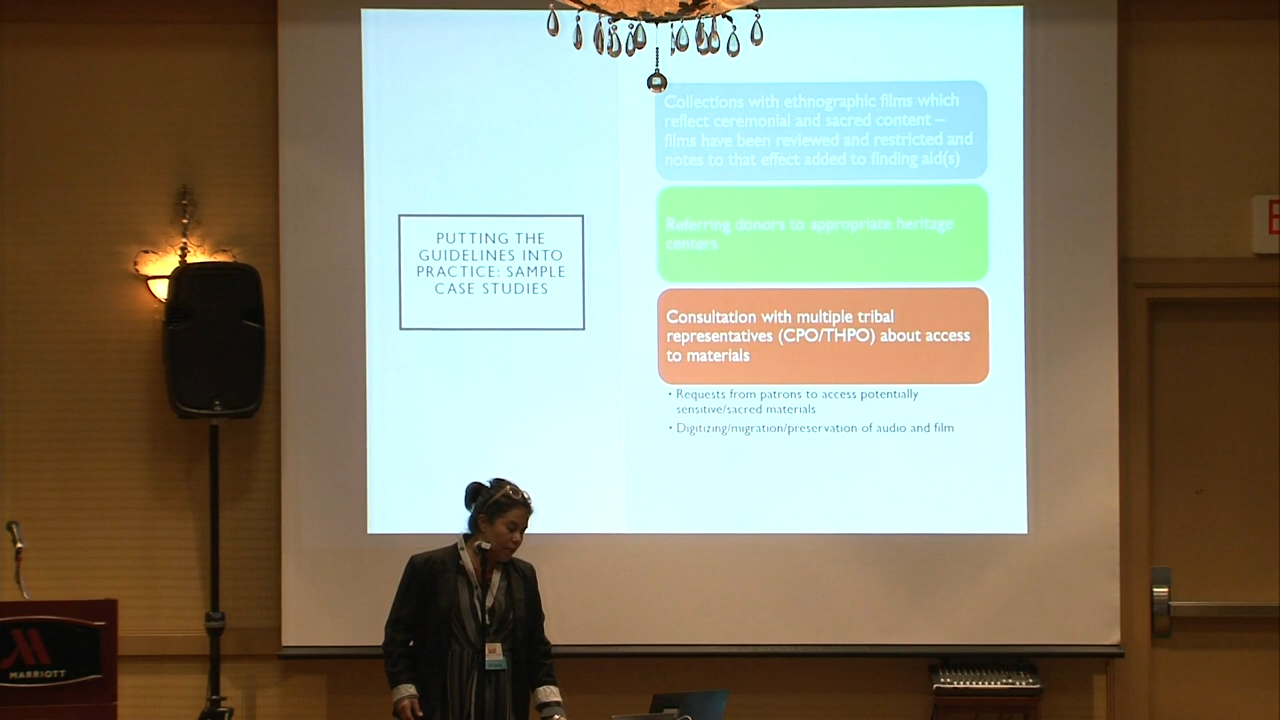 PUTTING THE
GUIDELINES INTO
PRACTICE: SAMPLE
CASE STUDIES
Collections with ethnographic films which
reflect ceremonial and sacred content –
films have been reviewed and restricted and
notes to that effect added to finding aid(s)
Referring donors to appropriate heritage
centers
Consultation with multiple tribal
representatives (CPO/THPO) about access
to materials
• Requests from patrons to access potentially
sensitive/sacred materials
• Digitizing/migration/preservation of audio and film
MARRIOTT